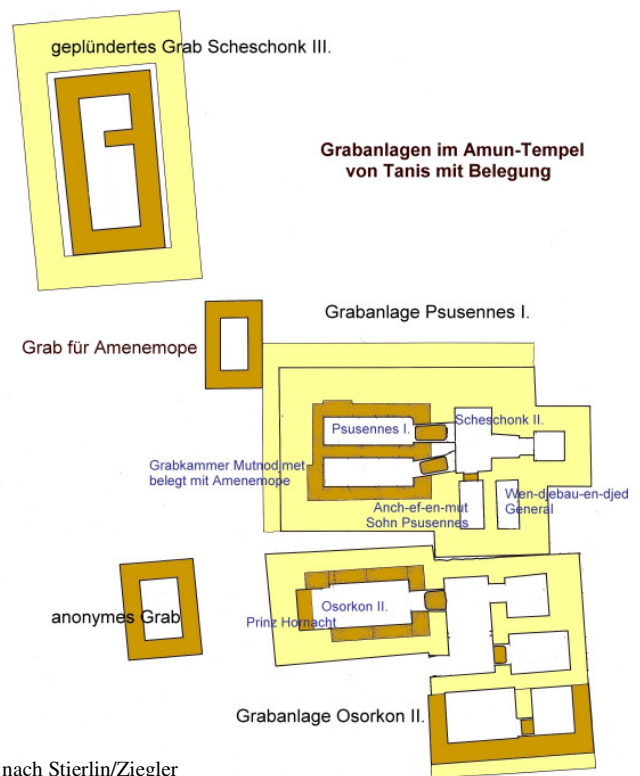 geplündertes Grab Scheschonk III.
Grabanlagen im Amun-Tempel
von Tanis mit Belegung
Grabanlage Psusennes I.
Grab für Amenemope
Psusennes I.
Scheschonk II.
Grabkammer Mutnod met
belegt mit Amenemope
Wen-djebau-en-djed
General
Anch-ef-en-mut
Sohn Psusennes
Osorkon II.
Prinz Hornacht
anonymes Grab
Grabanlage Osorkon II.
nach Stierlin/Ziegler